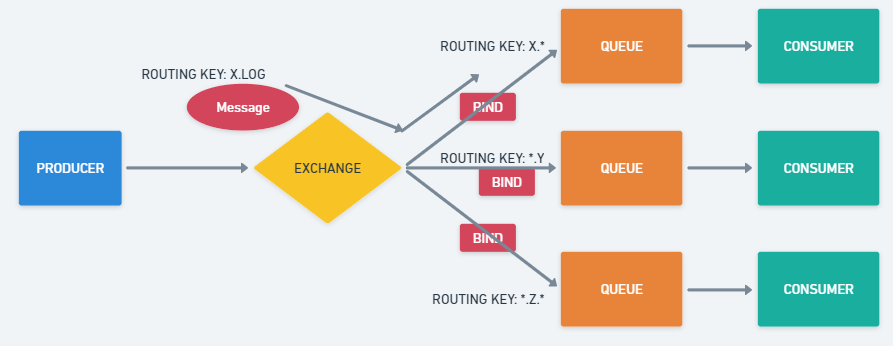 ROUTING KEY: X.*
QUEUE
CONSUMER
ROUTING KEY: X.LOG
Message
BIND
PRODUCER
EXCHANGE
ROUTING KEY: *.Y
BIND
QUEUE
CONSUMER
BIND
ROUTING KEY: *.Z.*
QUEUE
CONSUMER